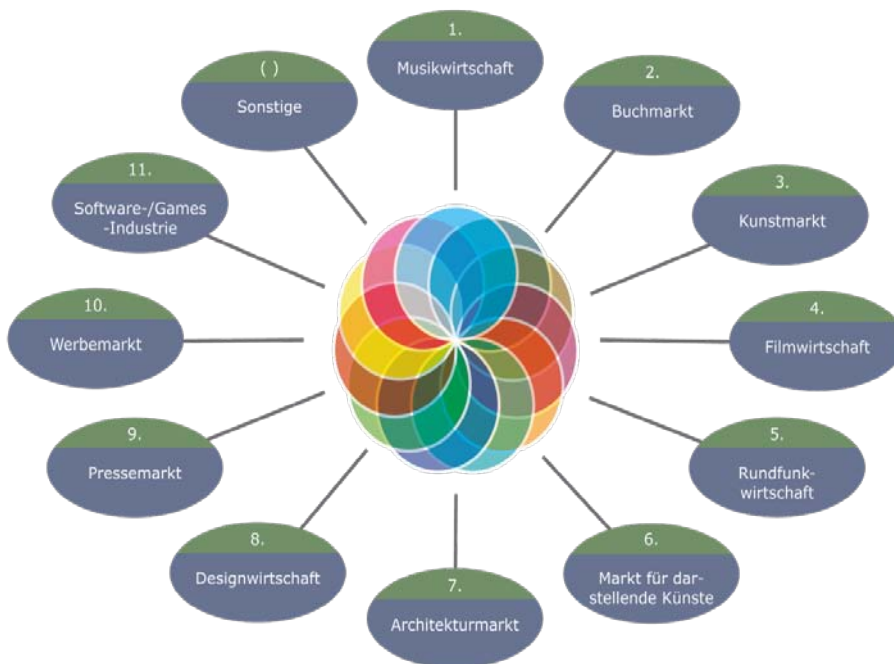 1.
Musikwirtschaft
2.
Buchmarkt
3.
Kunstmarkt
4.
Filmwirtschaft
5.
Rundfunk-
wirtschaft
6.
Markt für dar-
stellende Künste
7.
Architekturmarkt
8.
Designwirtschaft
9.
Pressemarkt
10.
Werbemarkt
11.
Software-/Games
-Industrie
( )
Sonstige